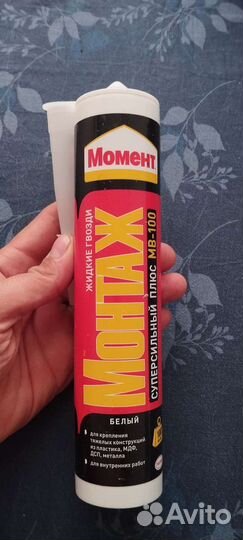 Момент
ЖИДКИЕ ГВОЗДИ
МОНТАЖ
СУПЕРСИЛЬНЫЙ ПЛЮС МВ-100
БЕЛЫЙ
для крепления
тяжелых конструкций
из пластика, МДФ,
ДСП, металла
для внутренних работ
Avito